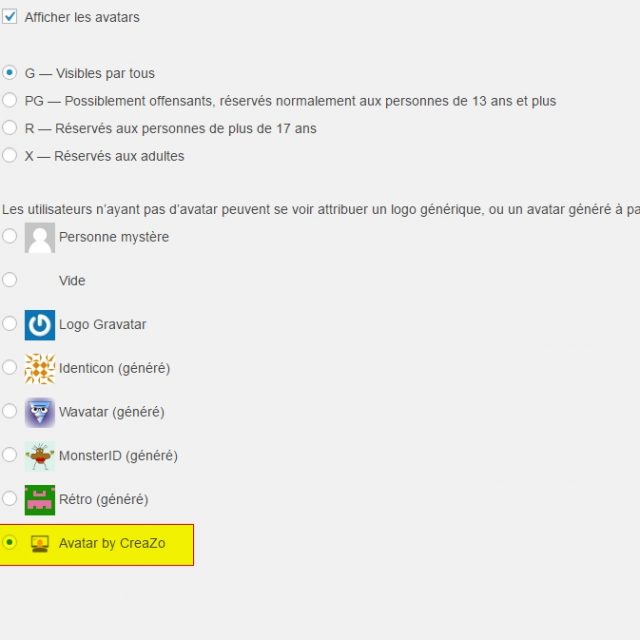 Afficher les avatars
G — Visibles par tous
PG — Possiblement offensants, réservés normalement aux personnes de 13 ans et plus
R — Réservés aux personnes de plus de 17 ans
X — Réservés aux adultes
Les utilisateurs n’ayant pas d’avatar peuvent se voir attribuer un logo générique, ou un avatar généré à pa
Personne mystère
Vide
Logo Gravatar
Identicon (généré)
Wavatar (généré)
MonsterID (généré)
Rétro (généré)
Avatar by CreaZo